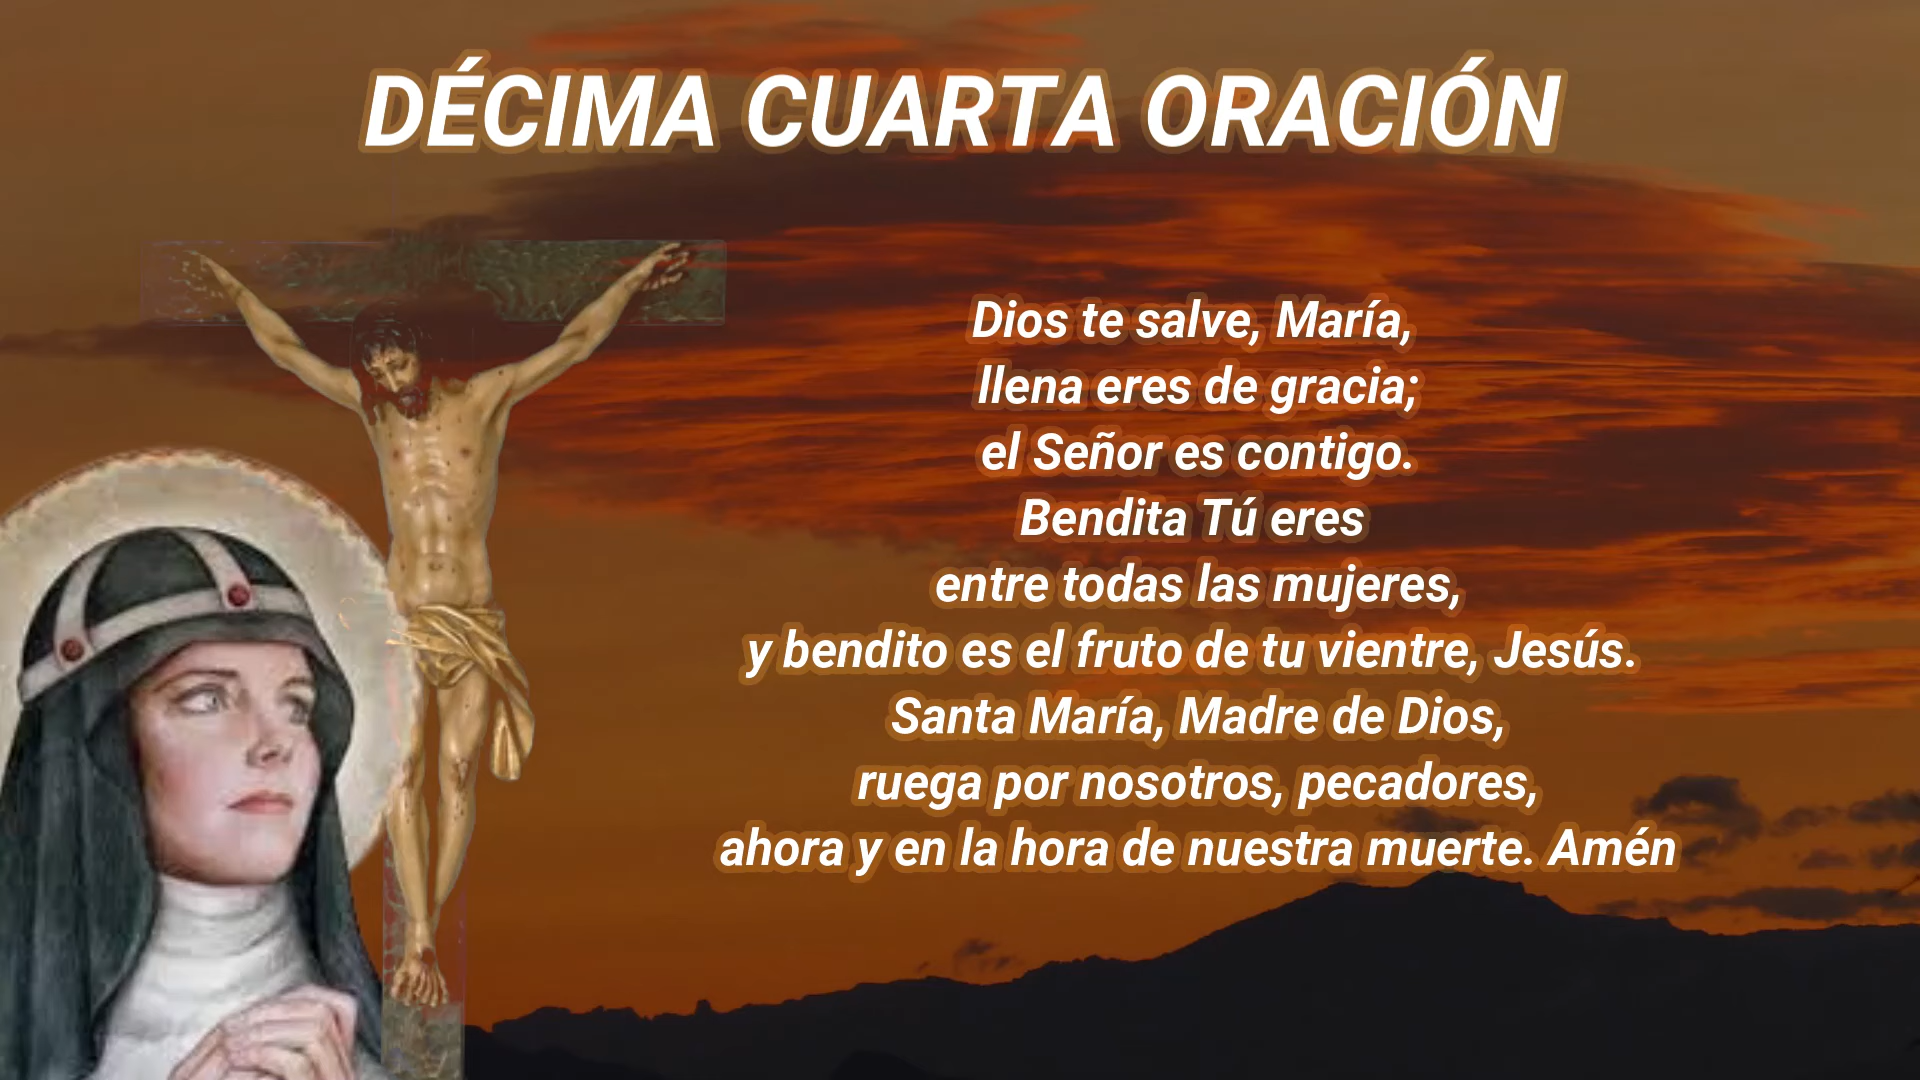 DÉCIMA CUARTA ORACIÓN
Dios te salve, María,
llena eres de gracia;
el Señor es contigo.
Bendita Tú eres
entre todas las mujeres,
y bendito es el fruto de tu vientre, Jesús.
Santa María, Madre de Dios,
ruega por nosotros, pecadores,
ahora y en la hora de nuestra muerte. Amén